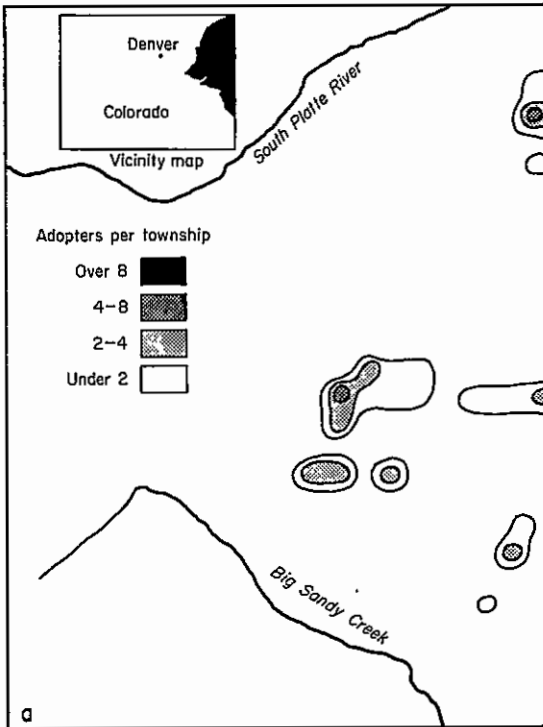 Denver
Colorado
Vicinity map
South Platte River
Adopters per township
Over 8
4-8
2-4
Under 2
Big Sandy Creek
a